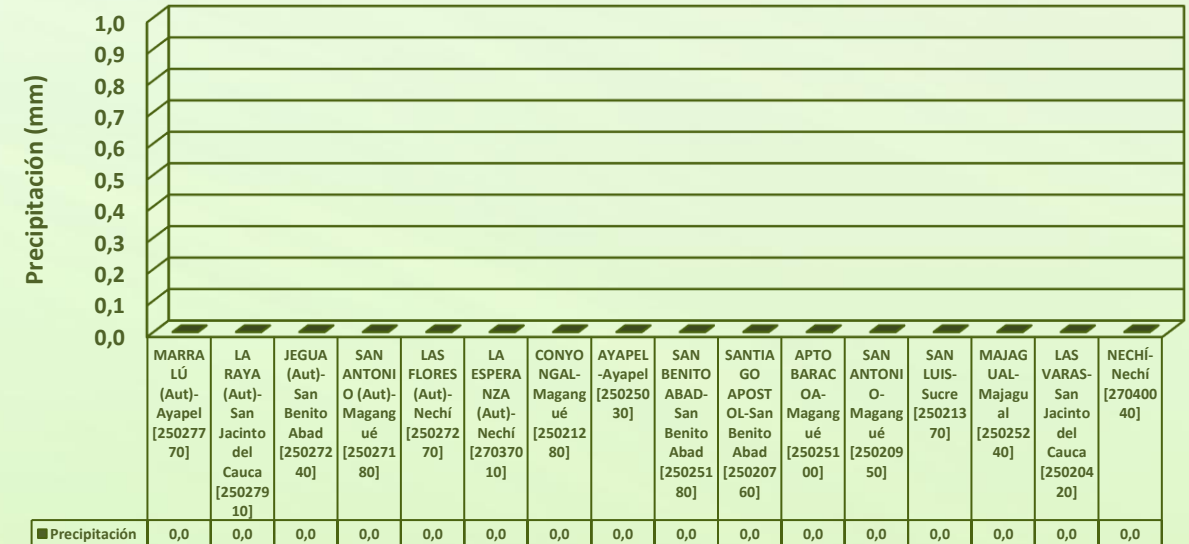 Precipitación (mm)
1,0
0,9
0,8
0,7
0,6
0,5
0,4
0,3
0,2
0,1
0,0
MARRA
LÚ
(Aut)-
Ayapel
[250277
70]
LA
RAYA
(Aut)-
San
Jacinto
del
Cauca
[250279
10]
JEGUA
(Aut)-
San
Benito
Abad
[250272
40]
SAN
ANTONI
O (Aut)-
Magang
ué
[250271
80]
LAS
FLORES
(Aut)-
Nechí
[250272
70]
LA
ESPERA
NZA
(Aut)-
Nechí
[270370
10]
CONYO
NGAL-
Magang
ué
[250212
80]
AYAPEL
-Ayapel
[250250
30]
SAN
BENITO
ABAD-
San
Benito
Abad
[250251
80]
SANTIA
GO
APOST
OL-San
Benito
Abad
[250207
60]
APTO
BARAC
OA-
Magang
ué
[250251
00]
SAN
ANTONI
O-
Magang
ué
[250209
50]
SAN
LUIS-
Sucre
[250213
70]
MAJAG
UAL-
Majagu
al
[250252
40]
LAS
VARAS-
San
Jacinto
del
Cauca
[250204
20]
NECHÍ-
Nechí
[270400
40]
Precipitación 0,0 0,0 0,0 0,0 0,0 0,0 0,0 0,0 0,0 0,0 0,0 0,0 0,0 0,0 0,0 0,0